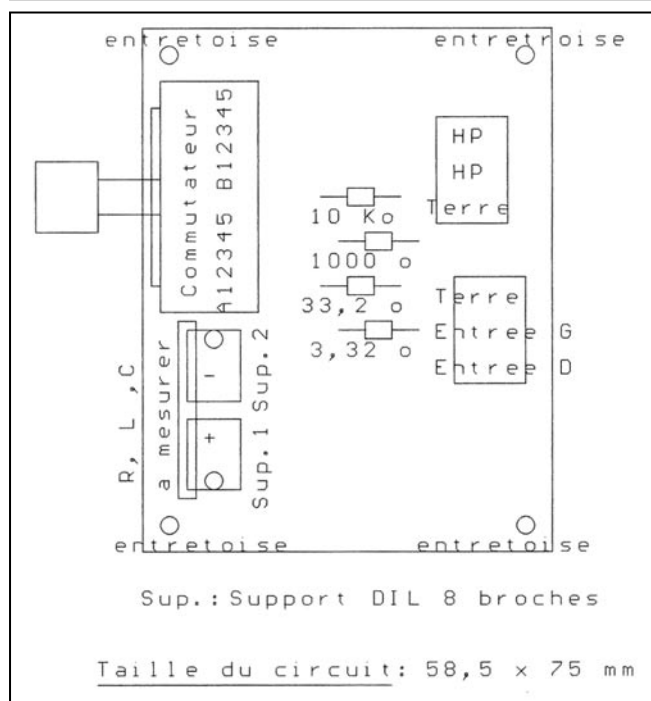 entretoise
entretroise
Commutateur
A12345 B12345
HP
HP
Terre
10 Ko
1000 o
33,2 o
3,32 o
Terre
Entree G
Entree D
R, L ,C
a mesurer
-
+
Sup.1 Sup.2
entretoise
entretoise
Sup.:Support DIL 8 broches
Taille du circuit: 58,5 x 75 mm